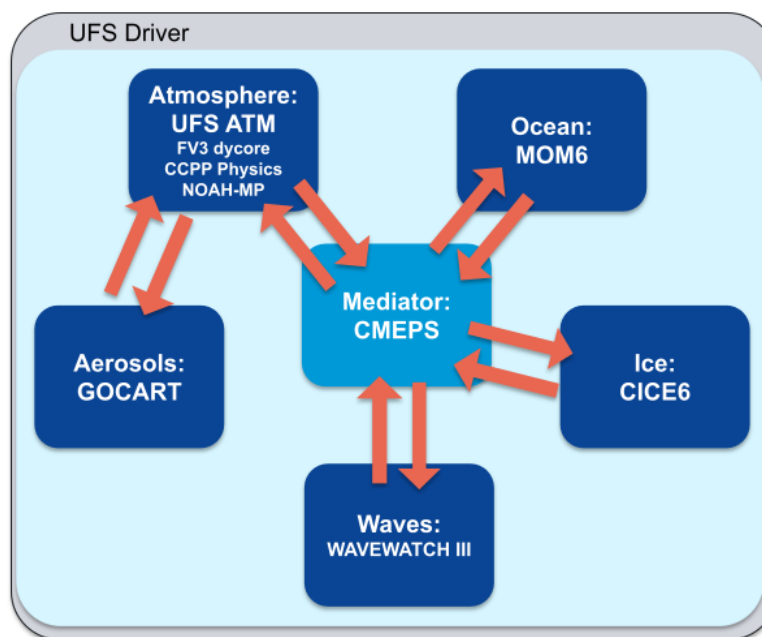 UFS Driver
Atmosphere:
UFS ATM
FV3 dycore
CCPP Physics
NOAH-MP
Ocean:
MOM6
Mediator:
CMEPS
Aerosols:
GOCART
Ice:
CICE6
Waves:
WAVEWATCH III